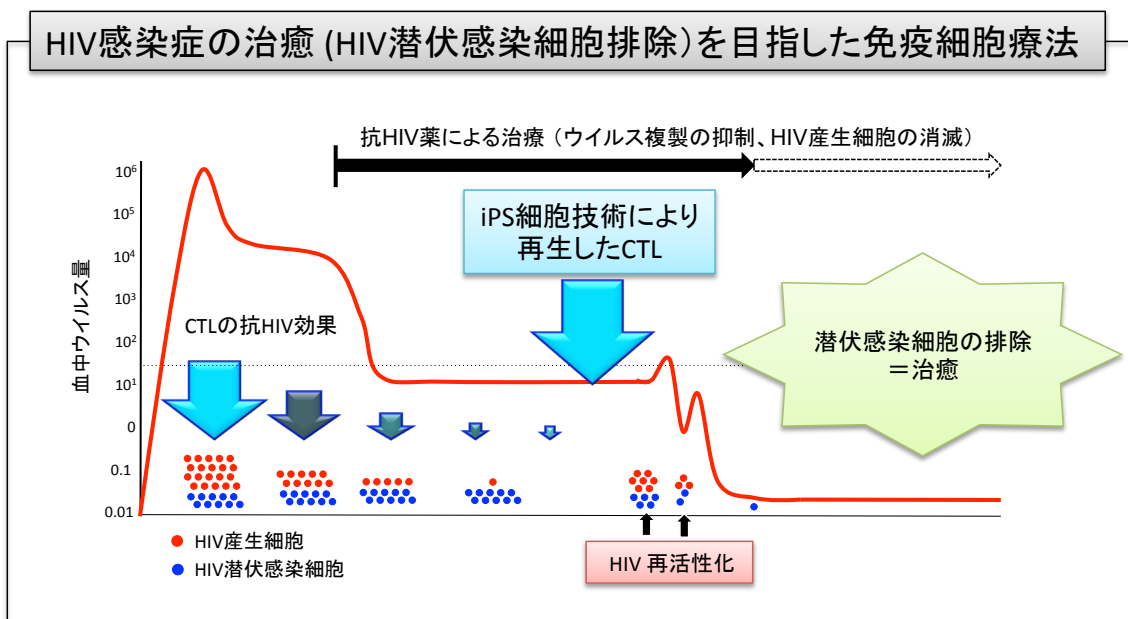 HIV感染症の治癒 (HIV潜伏感染細胞排除)を目指した免疫細胞療法
抗HIV薬による治療（ウイルス複製の抑制、HIV産生細胞の消滅）
iPS細胞技術により
再生したCTL
血中ウイルス量
10⁶
10⁵
10⁴
10³
10²
10¹
0
0.1
0.01
CTLの抗HIV効果
潜伏感染細胞の排除
＝治癒
HIV産生細胞
HIV潜伏感染細胞
HIV 再活性化